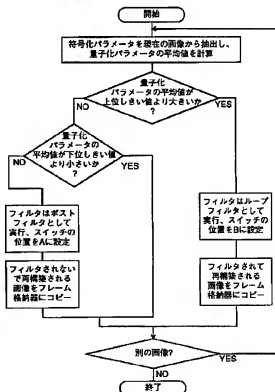 開始
符号化パラメータを現在の画像から抽出し、
量子化パラメータの平均値を計算
量子化
パラメータの平均値が
上位しきい値より大きいか
?
NO
YES
量子化
パラメータの
平均値が下位しきい値
より小さいか
?
NO
YES
フィルタはポスト
フィルタとして
実行、スイッチの
位置をAに設定
フィルタはループ
フィルタとして
実行、スイッチの
位置をBに設定
フィルタされない
で再構築される
画像をフレーム
格納器にコピー
フィルタされて
再構築される
画像をフレーム
格納器にコピー
別の画像?
YES
NO
終了